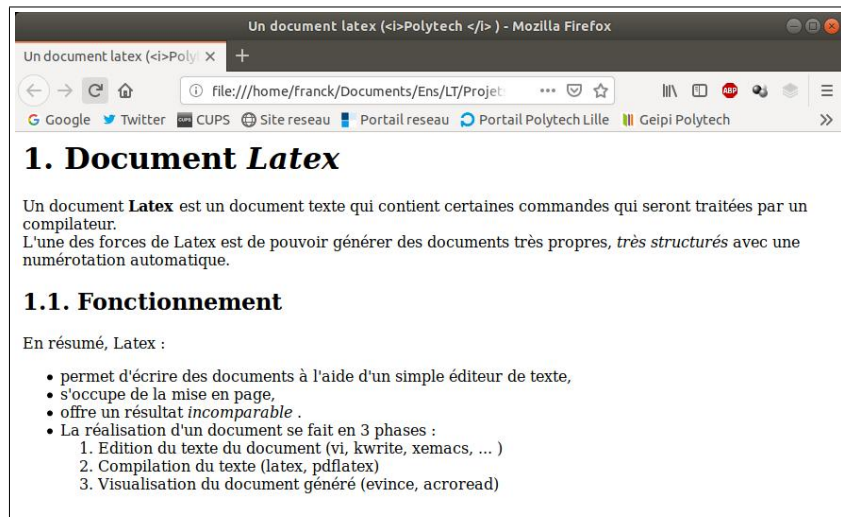 Un document latex (<i>Polytech </i> ) - Mozilla Firefox
Un document latex (<i>Poly
file:///home/franck/Documents/Ens/LT/Projet
ABP
Google Twitter CUPS Site reseau Portail reseau Portail Polytech Lille Geipi Polytech
1. Document Latex
Un document Latex est un document texte qui contient certaines commandes qui seront traitées par un
compilateur.
L'une des forces de Latex est de pouvoir générer des documents très propres, très structurés avec une
numérotation automatique.
1.1. Fonctionnement
En résumé, Latex :
• permet d'écrire des documents à l'aide d'un simple éditeur de texte,
• s'occupe de la mise en page,
• offre un résultat incomparable .
• La réalisation d'un document se fait en 3 phases :
1. Edition du texte du document (vi, kwrite, xemacs, ... )
2. Compilation du texte (latex, pdflatex)
3. Visualisation du document généré (evince, acroread)